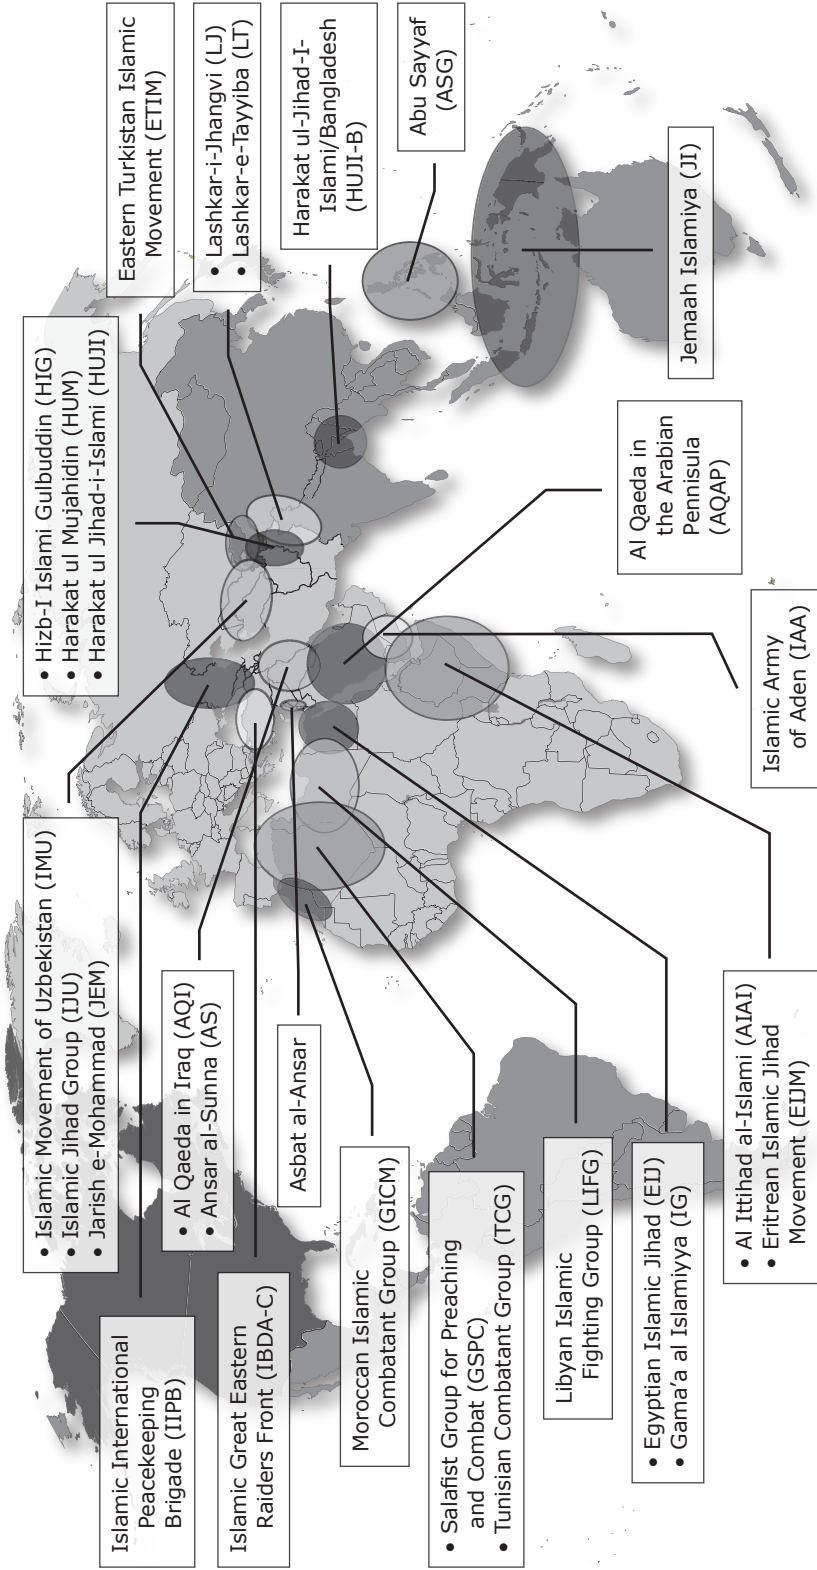 Islamic International
Peacekeeping
Brigade (IIPB)
• Islamic Movement of Uzbekistan (IMU)
• Islamic Jihad Group (IJU)
• Jarish e-Mohammad (JEM)
• Hizb-I Islami Gulbuddin (HIG)
• Harakat ul Mujahidin (HUM)
• Harakat ul Jihad-i-Islami (HUJI)
Eastern Turkistan Islamic
Movement (ETIM)
• Lashkar-i-Jhangvi (LJ)
• Lashkar-e-Tayyiba (LT)
Harakat ul-Jihad-I-
Islami/Bangladesh
(HUJI-B)
Abu Sayyaf
(ASG)
Jemaah Islamiya (JI)
• Al Qaeda in Iraq (AQI)
• Ansar al-Sunna (AS)
Islamic Great Eastern
Raiders Front (IBDA-C)
Asbat al-Ansar
Moroccan Islamic
Combatant Group (GICM)
• Salafist Group for Preaching
and Combat (GSPC)
• Tunisian Combatant Group (TCG)
Libyan Islamic
Fighting Group (LIFG)
• Egyptian Islamic Jihad (EIJ)
• Gama’a al Islamiyya (IG)
• Al Ittihad al-Islami (AIAI)
• Eritrean Islamic Jihad
Movement (EIJM)
Islamic Army
of Aden (IAA)
Al Qaeda in
the Arabian
Pennisula
(AQAP)